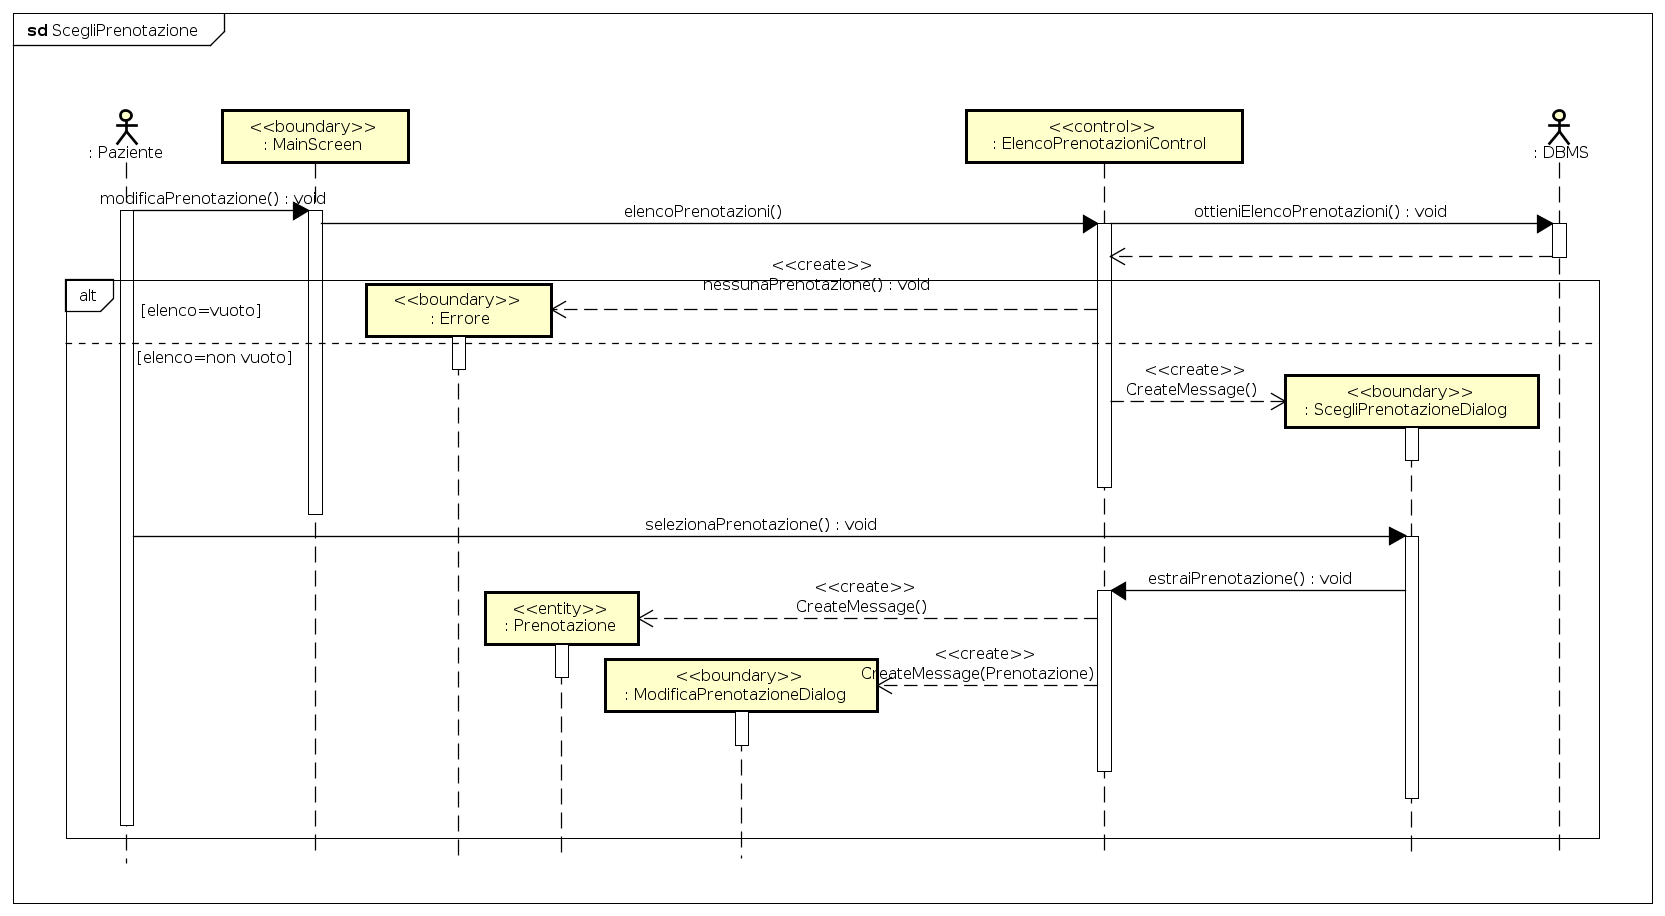 sd ScegliPrenotazione
: Paziente
<<boundary>>
: MainScreen
<<control>>
: ElencoPrenotazioniControl
: DBMS
modificaPrenotazione() : void
elencoPrenotazioni()
ottieniElencoPrenotazioni() : void
alt
[elenco=vuoto]
<<boundary>>
: Errore
<<create>>
nessunaPrenotazione() : void
[elenco=non vuoto]
<<create>>
CreateMessage()
<<boundary>>
: ScegliPrenotazioneDialog
selezionaPrenotazione() : void
estraiPrenotazione() : void
<<create>>
CreateMessage()
<<entity>>
: Prenotazione
<<create>>
CreateMessage(Prenotazione)
<<boundary>>
: ModificaPrenotazioneDialog